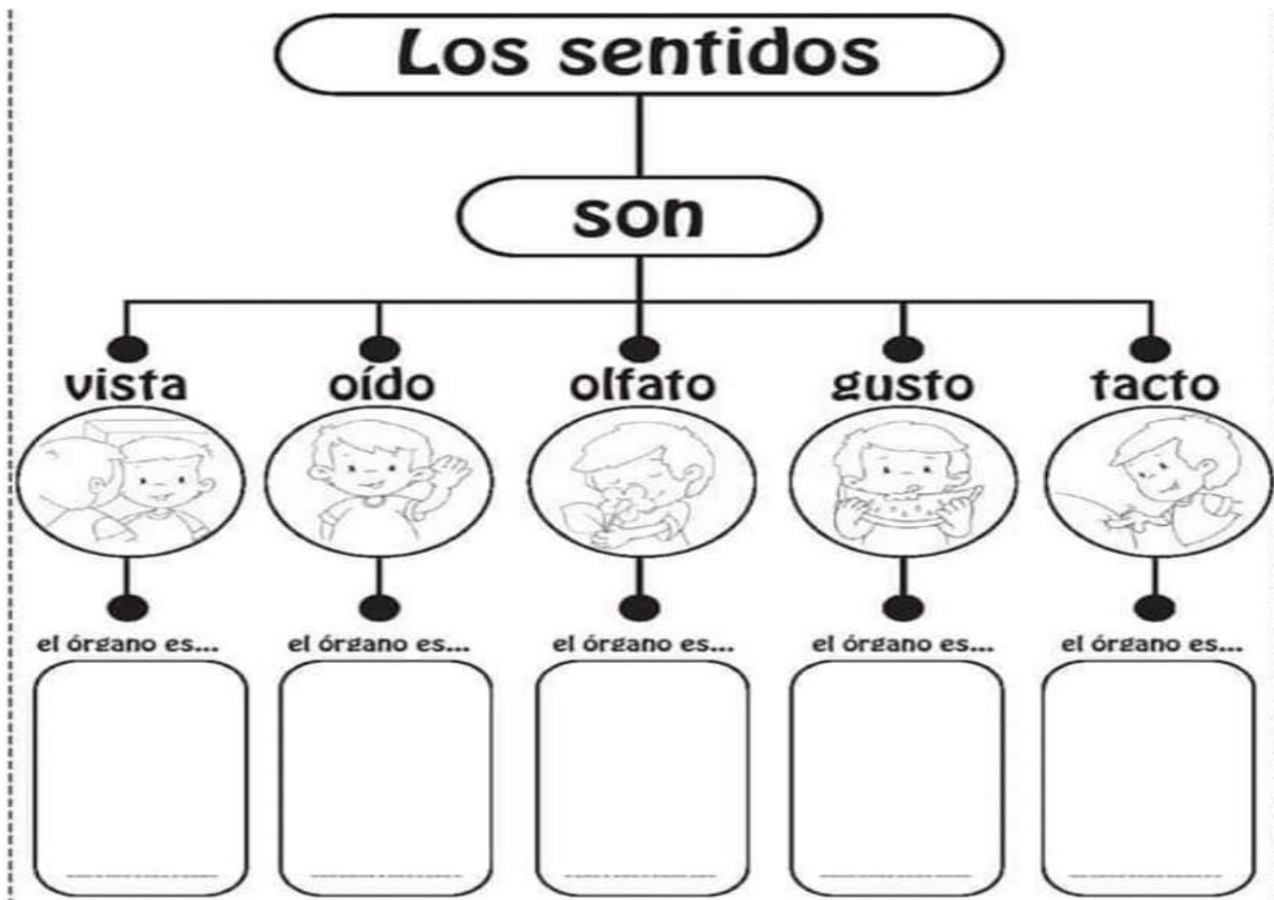 Los sentidos
son
vista oído olfato gusto tacto
el órgano es... el órgano es... el órgano es... el órgano es... el órgano es...